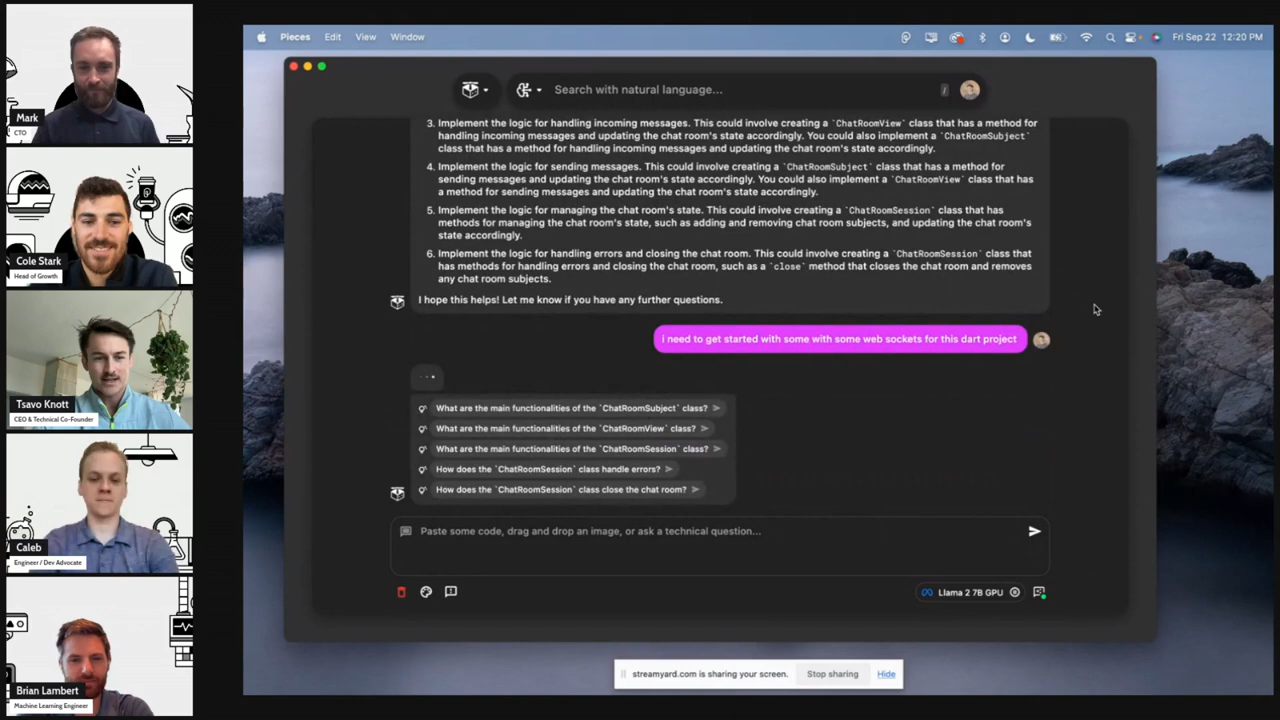 Mark
CTO
Cole Stark
Head of Growth
Tsavo Knott
CEO & Technical Co-Founder
Caleb
Engineer / Dev Advocate
Brian Lambert
Machine Learning Engineer
Pieces Edit View Window
Fri Sep 22 12:20 PM
Search with natural language...
/
3. Implement the logic for handling incoming messages. This could involve creating a `ChatRoomView` class that has a method for
handling incoming messages and updating the chat room's state accordingly. You could also implement a `ChatRoomSubject`
class that has a method for handling incoming messages and updating the chat room's state accordingly.
4. Implement the logic for sending messages. This could involve creating a `ChatRoomSubject` class that has a method for
sending messages and updating the chat room's state accordingly. You could also implement a `ChatRoomView` class that has
a method for sending messages and updating the chat room's state accordingly.
5. Implement the logic for managing the chat room's state. This could involve creating a `ChatRoomSession` class that has
methods for managing the chat room's state, such as adding and removing chat room subjects, and updating the chat room's
state accordingly.
6. Implement the logic for handling errors and closing the chat room. This could involve creating a `ChatRoomSession` class that
has methods for handling errors and closing the chat room, such as a `close` method that closes the chat room and removes
any chat room subjects.
I hope this helps! Let me know if you have any further questions.
i need to get started with some with some web sockets for this dart project
What are the main functionalities of the `ChatRoomSubject` class?
What are the main functionalities of the `ChatRoomView` class?
What are the main functionalities of the `ChatRoomSession` class?
How does the `ChatRoomSession` class handle errors?
How does the `ChatRoomSession` class close the chat room?
Paste some code, drag and drop an image, or ask a technical question...
Llama 2 7B GPU
streamyard.com is sharing your screen.
Stop sharing
Hide